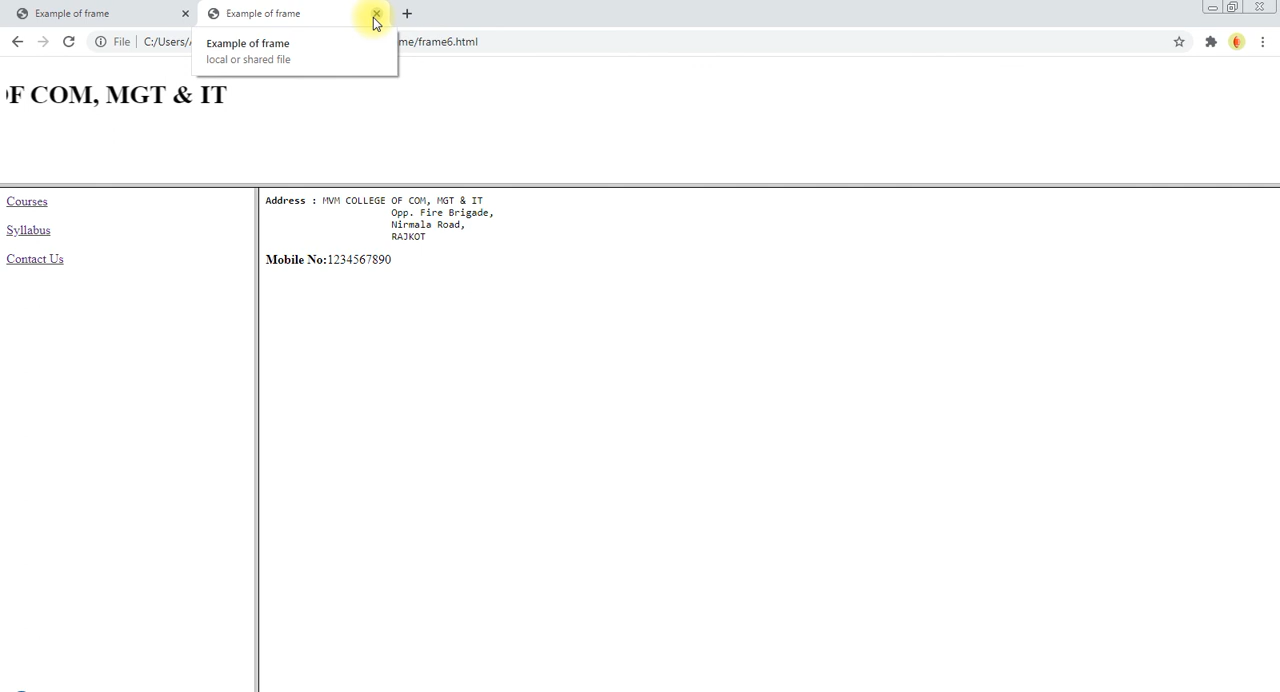 Example of frame
Example of frame
File
C:/Users/
me/frame6.html
Example of frame
local or shared file
OF COM, MGT & IT
Courses
Syllabus
Contact Us
Address : MVM COLLEGE OF COM, MGT & IT
Opp. Fire Brigade,
Nirmala Road,
RAJKOT
Mobile No:1234567890